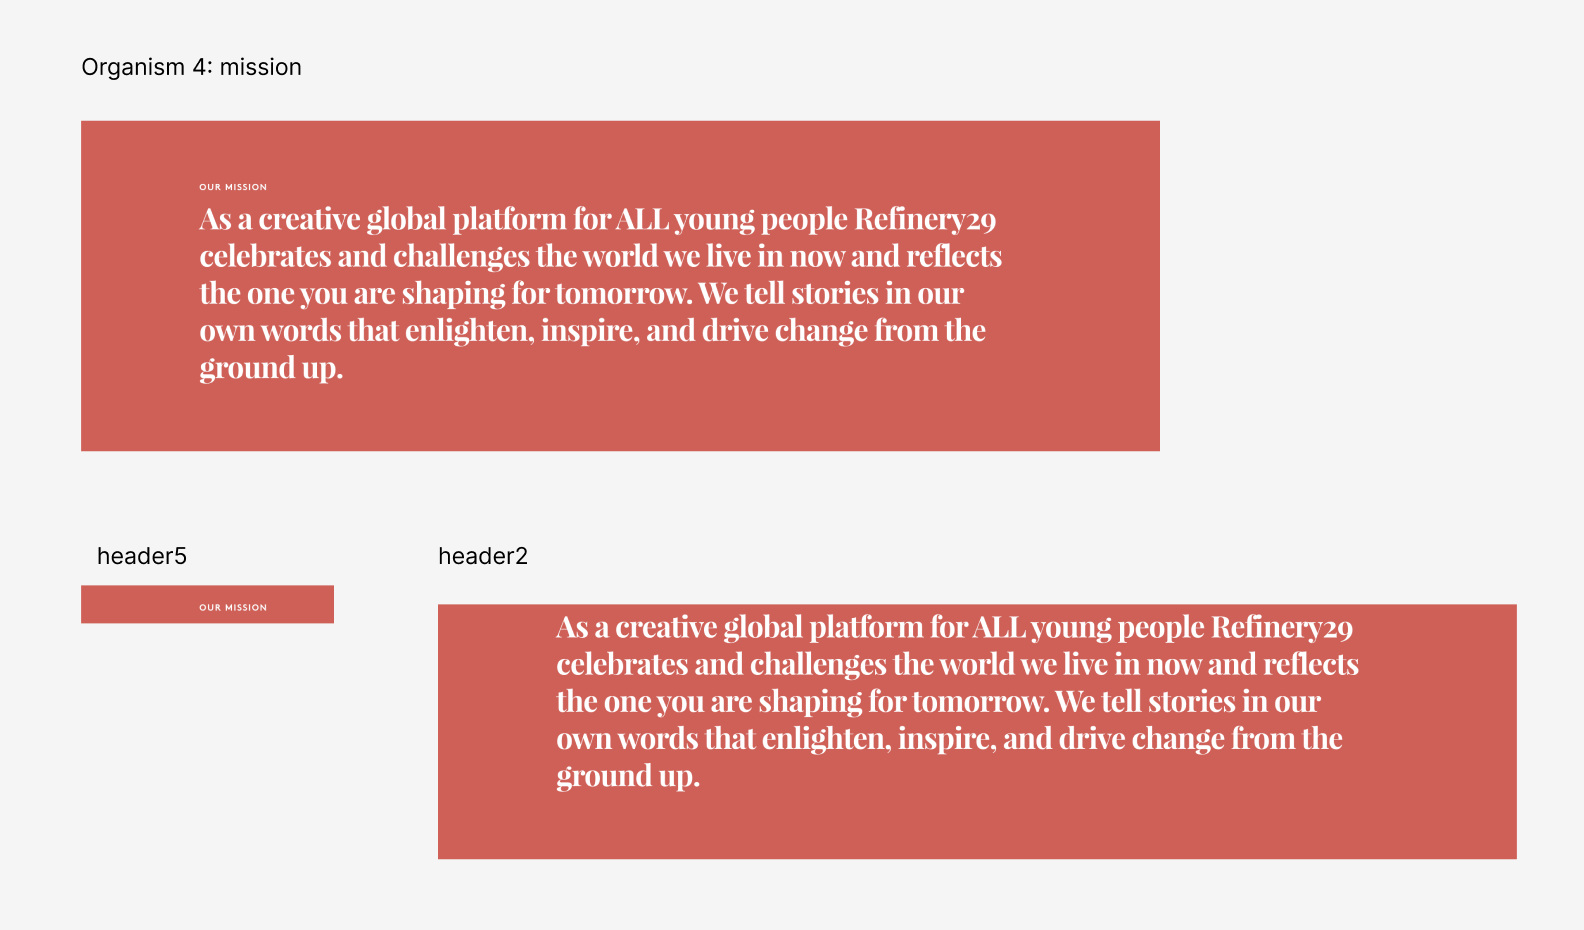 Organism 4: mission
OUR MISSION
As a creative global platform for ALL young people Refinery29
celebrates and challenges the world we live in now and reflects
the one you are shaping for tomorrow. We tell stories in our
own words that enlighten, inspire, and drive change from the
ground up.
header5
OUR MISSION
header2
As a creative global platform for ALL young people Refinery29
celebrates and challenges the world we live in now and reflects
the one you are shaping for tomorrow. We tell stories in our
own words that enlighten, inspire, and drive change from the
ground up.